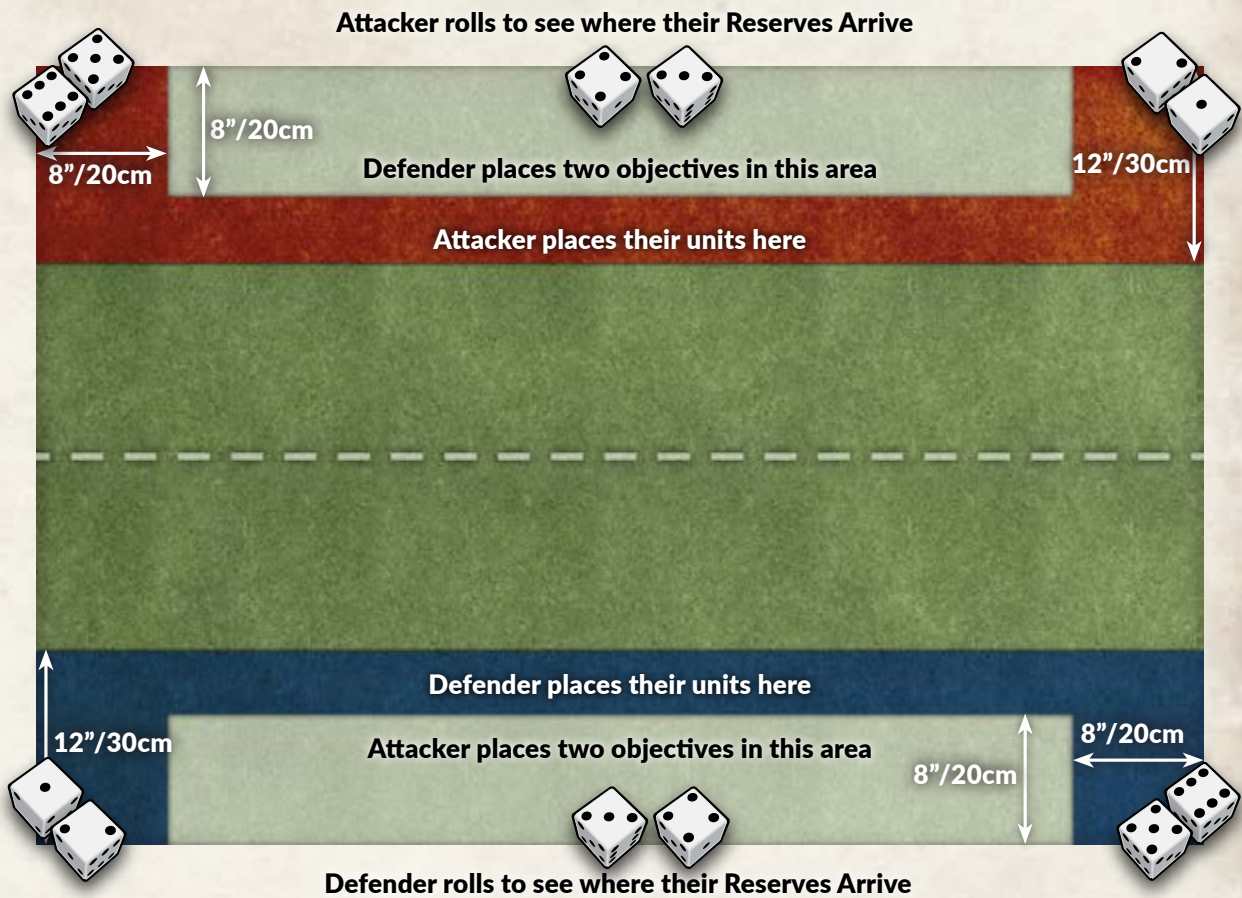 Attacker rolls to see where their Reserves Arrive
8”/20cm
Defender places two objectives in this area
8”/20cm
12”/30cm
Attacker places their units here
Defender places their units here
12”/30cm
Attacker places two objectives in this area
8”/20cm
8”/20cm
Defender rolls to see where their Reserves Arrive